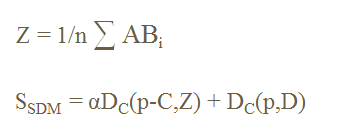 Z = 1/n ∑ ABᵢ
S_SDM = αD_C(p-C,Z) + D_C(p,D)